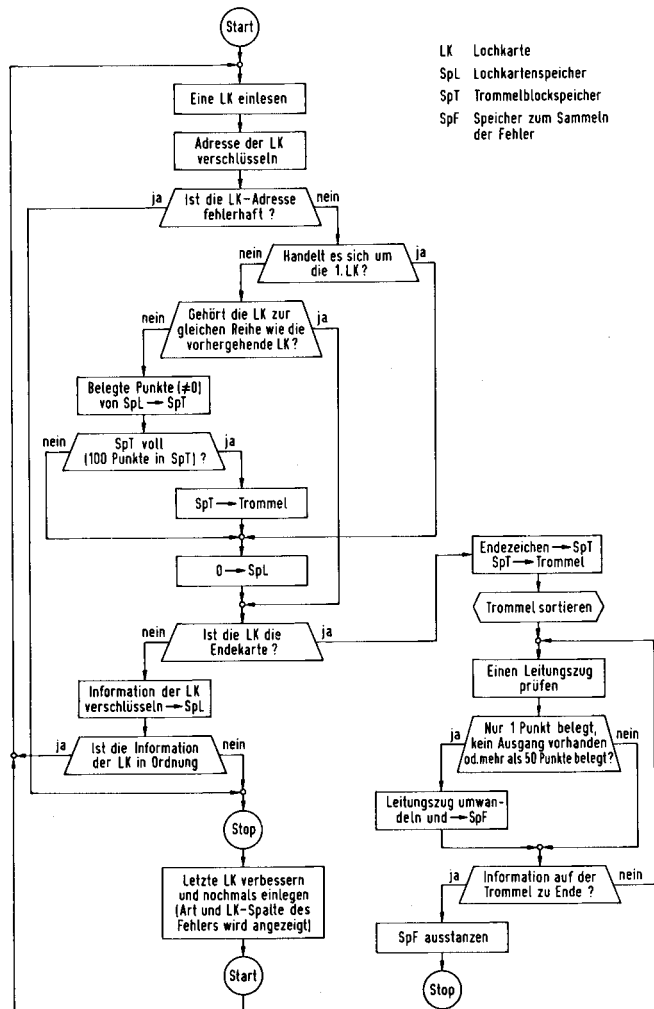 Start
LK Lochkarte
SpL Lochkartenspeicher
SpT Trommelblockspeicher
SpF Speicher zum Sammeln
der Fehler
Eine LK einlesen
Adresse der LK
verschlüsseln
ja
Ist die LK-Adresse
fehlerhaft ?
nein
nein
Handelt es sich um
die 1. LK?
ja
nein
Gehört die LK zur
gleichen Reihe wie die
vorhergehende LK?
ja
Belegte Punkte (≠0)
von SpL → SpT
nein
SpT voll
(100 Punkte in SpT) ?
ja
SpT → Trommel
0 → SpL
nein
Ist die LK die
Endekarte ?
ja
Information der LK
verschlüsseln → SpL
ja
Ist die Information
der LK in Ordnung
nein
Stop
Letzte LK verbessern
und nochmals einlegen
(Art und LK-Spalte des
Fehlers wird angezeigt)
Start
Endezeichen → SpT
SpT → Trommel
Trommel sortieren
Einen Leitungszug
prüfen
ja
Nur 1 Punkt belegt,
kein Ausgang vorhanden
od. mehr als 50 Punkte belegt?
nein
Leitungszug umwan-
deln und → SpF
ja
Information auf der
Trommel zu Ende ?
nein
SpF ausstanzen
Stop